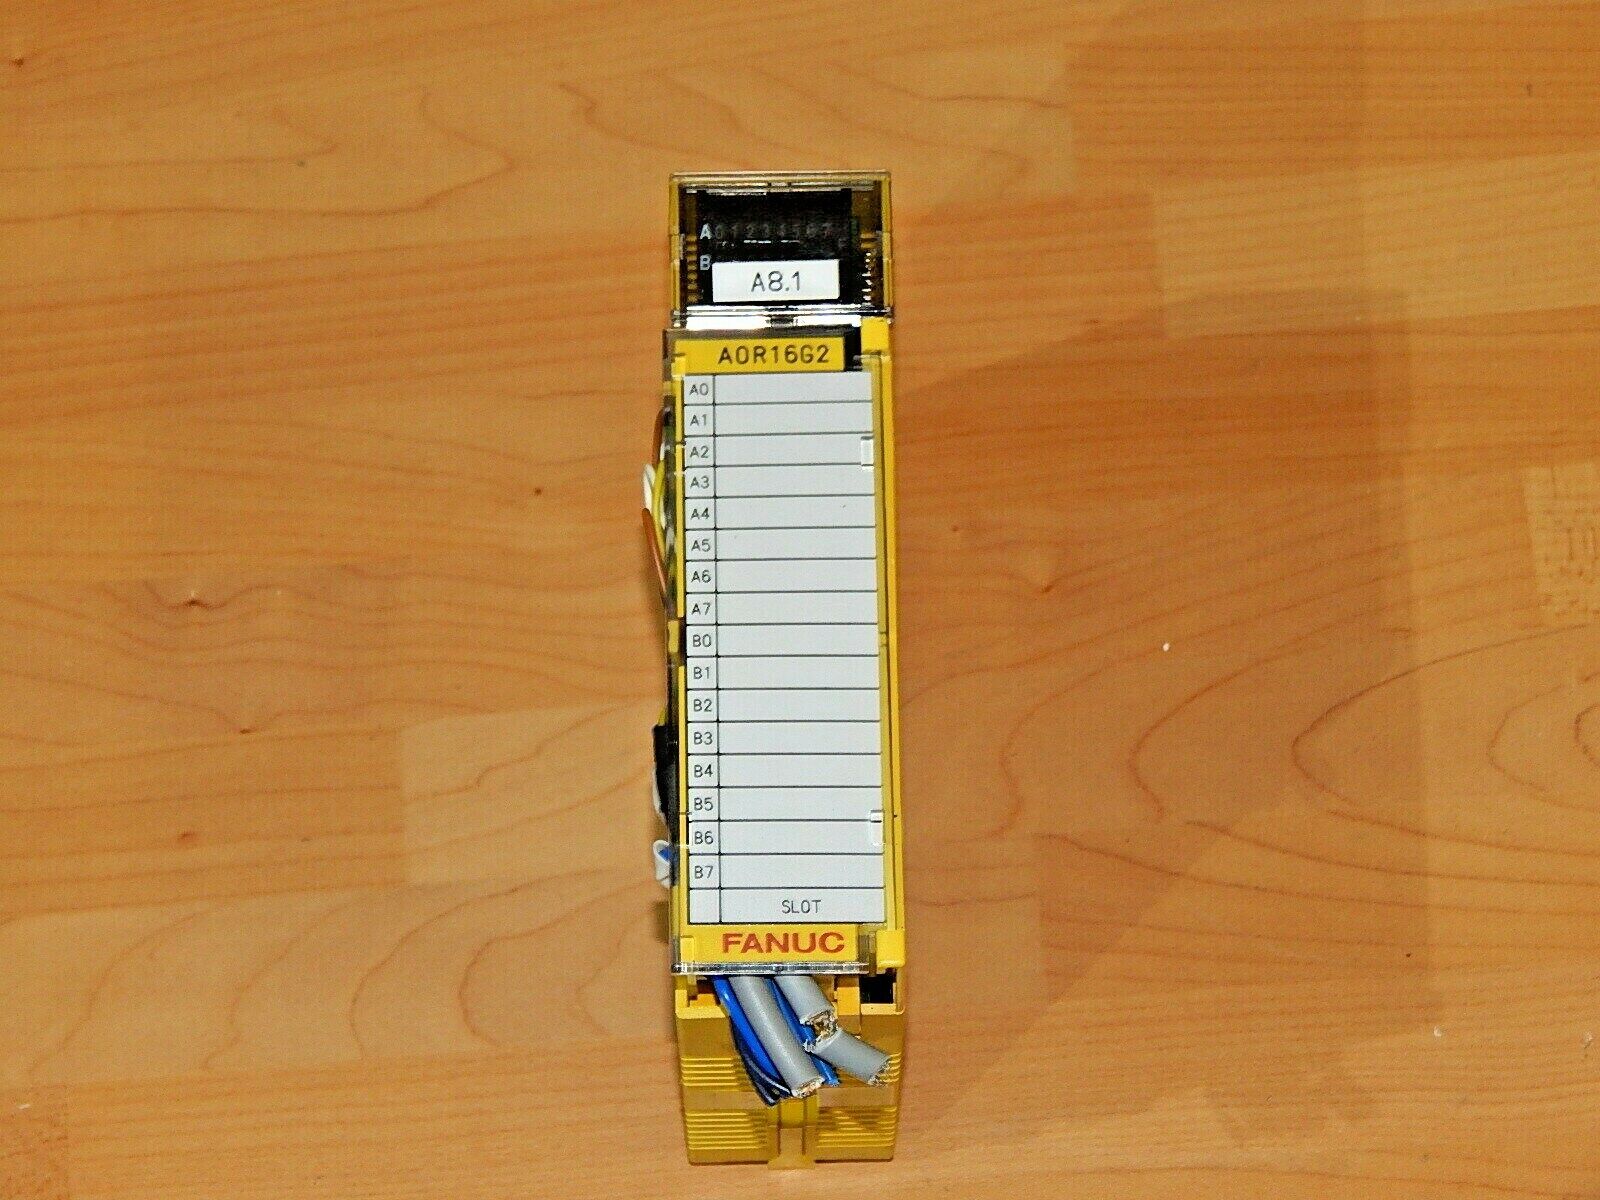 A 0 1 2 3 4 5 6 7
F
B
A8.1
AOR16G2
A0
A1
A2
A3
A4
A5
A6
A7
B0
B1
B2
B3
B4
B5
B6
B7
SLOT
FANUC